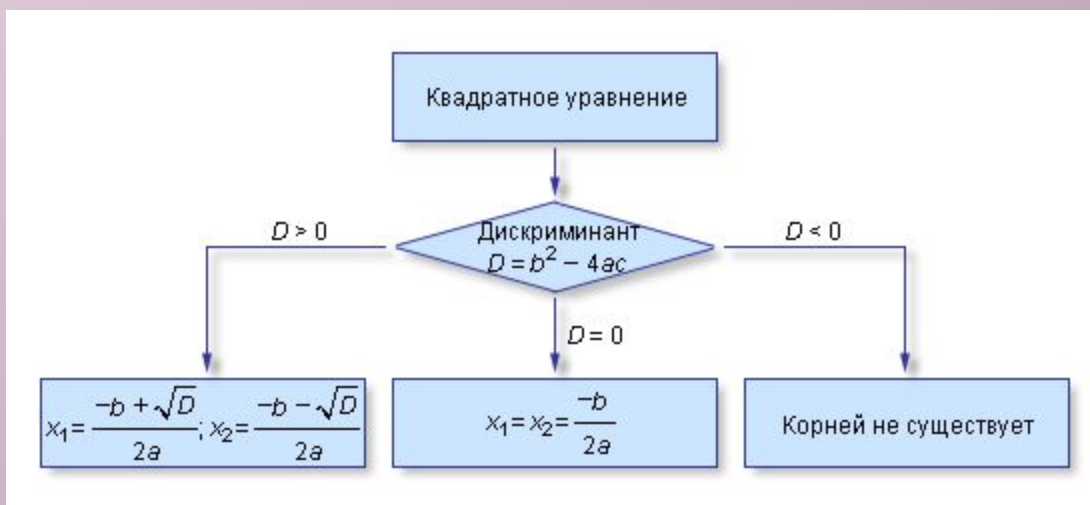 Квадратное уравнение
D > 0
Дискриминант
D = b² − 4ac
D < 0
D = 0
x₁ = (−b + √D)/2a; x₂ = (−b − √D)/2a
x₁ = x₂ = −b/2a
Корней не существует